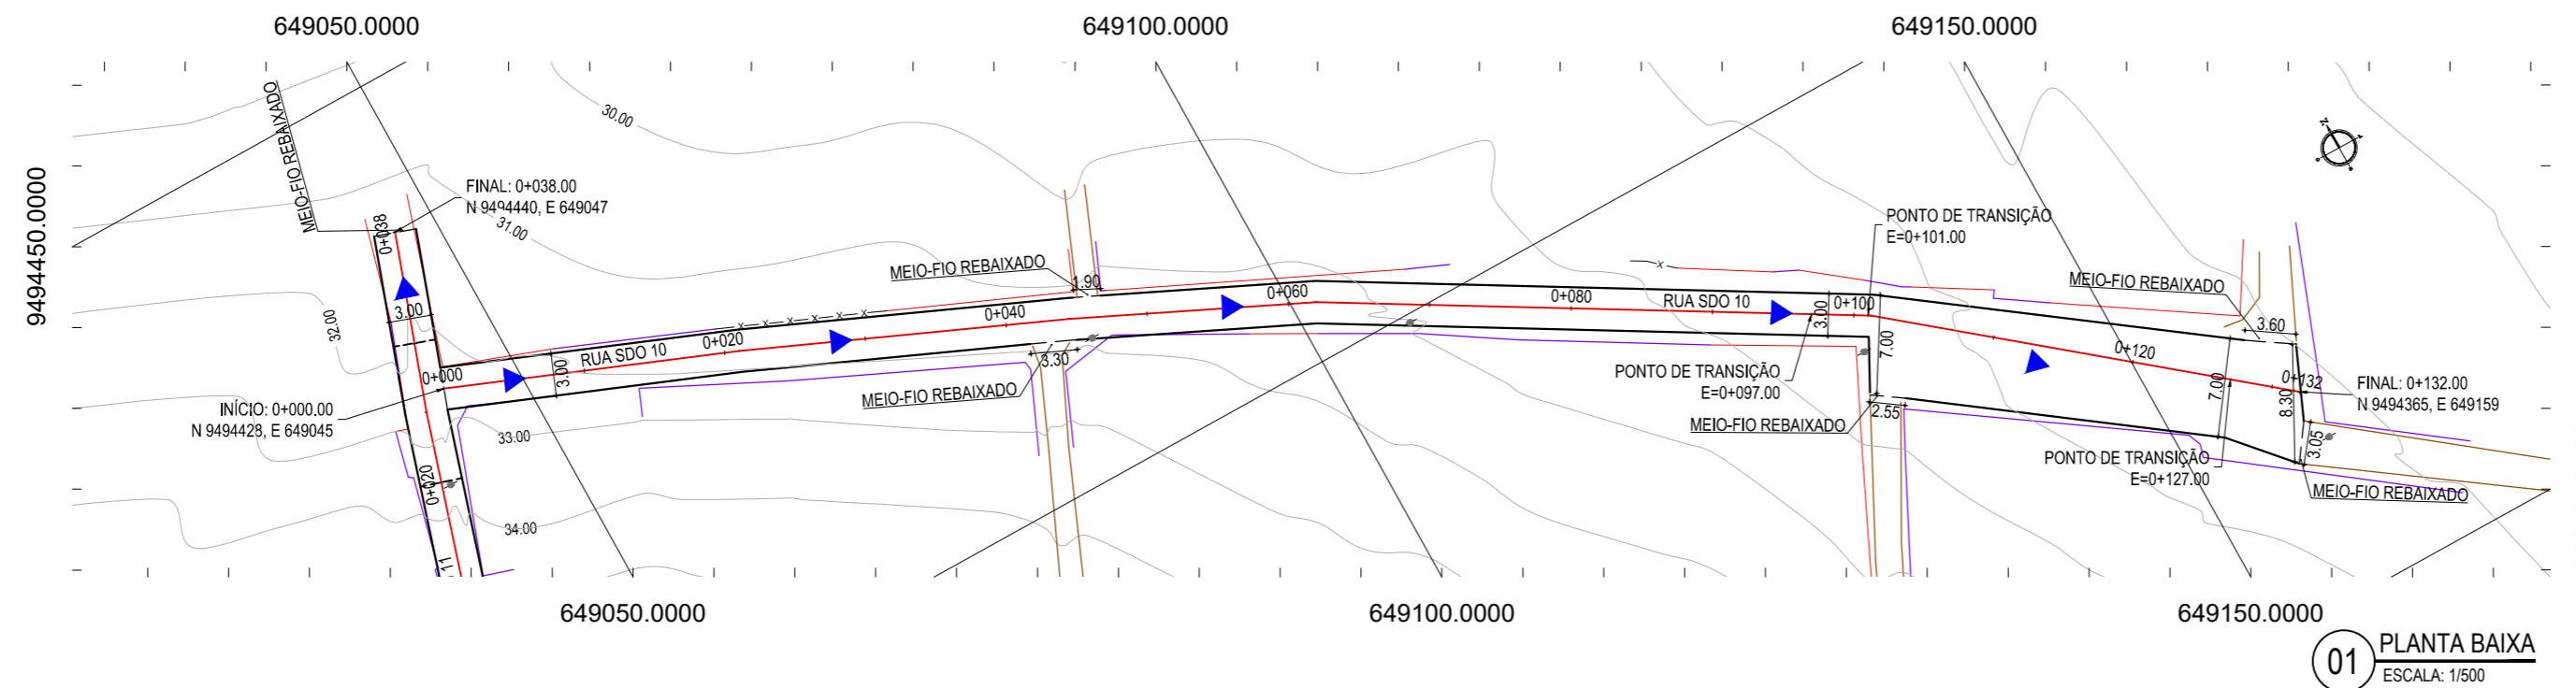 649050.0000
649100.0000
649150.0000
9494450.0000
MEIO-FIO REBAIXADO
30.00
N
FINAL: 0+038.00
N 9494440, E 649047
0+038
31.00
PONTO DE TRANSIÇÃO
E=0+101.00
MEIO-FIO REBAIXADO
1.90
MEIO-FIO REBAIXADO
3.00
32.00
0+060
0+080
RUA SDO 10
0+100
3.00
0+040
3.60
RUA SDO 10
0+020
0+000
3.00
3.30
7.00
0+120
PONTO DE TRANSIÇÃO
E=0+097.00
MEIO-FIO REBAIXADO
0+132
FINAL: 0+132.00
N 9494365, E 649159
INÍCIO: 0+000.00
N 9494428, E 649045
7.00
8.30
2.55
MEIO-FIO REBAIXADO
33.00
3.05
PONTO DE TRANSIÇÃO
E=0+127.00
0+020
MEIO-FIO REBAIXADO
34.00
11
649050.0000
649100.0000
649150.0000
01
PLANTA BAIXA
ESCALA: 1/500